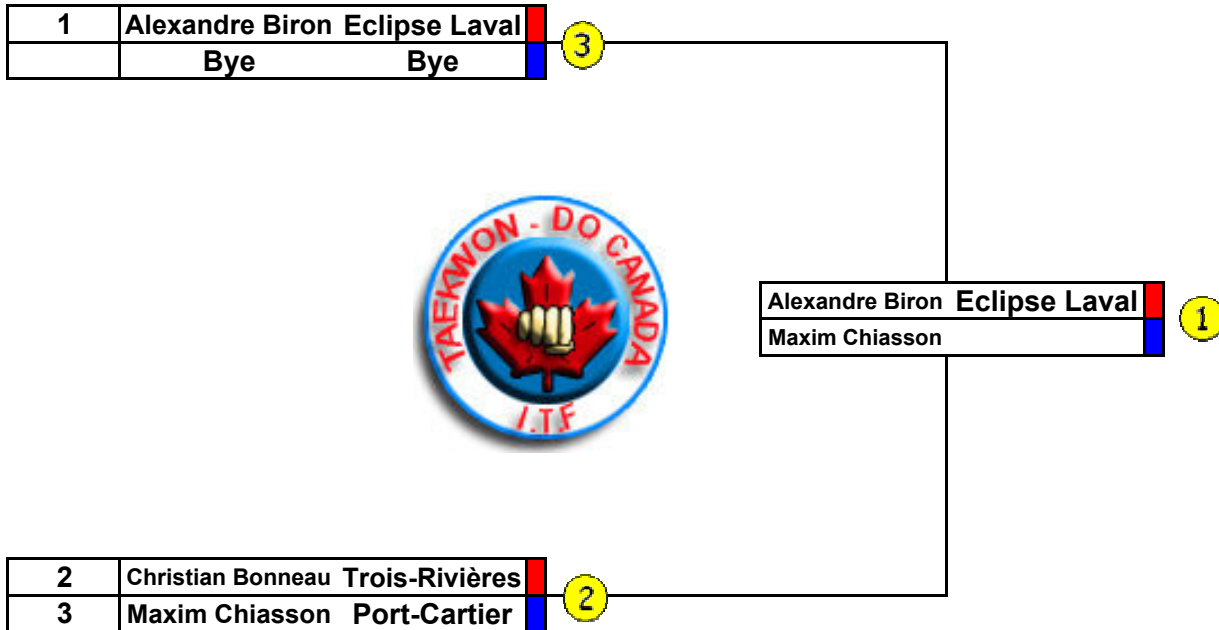 1 Alexandre Biron Eclipse Laval
Bye Bye
3
TAEKWON - DO CANADA
I.T.F
Alexandre Biron Eclipse Laval
Maxim Chiasson
1
2 Christian Bonneau Trois-Rivières
3 Maxim Chiasson Port-Cartier
2